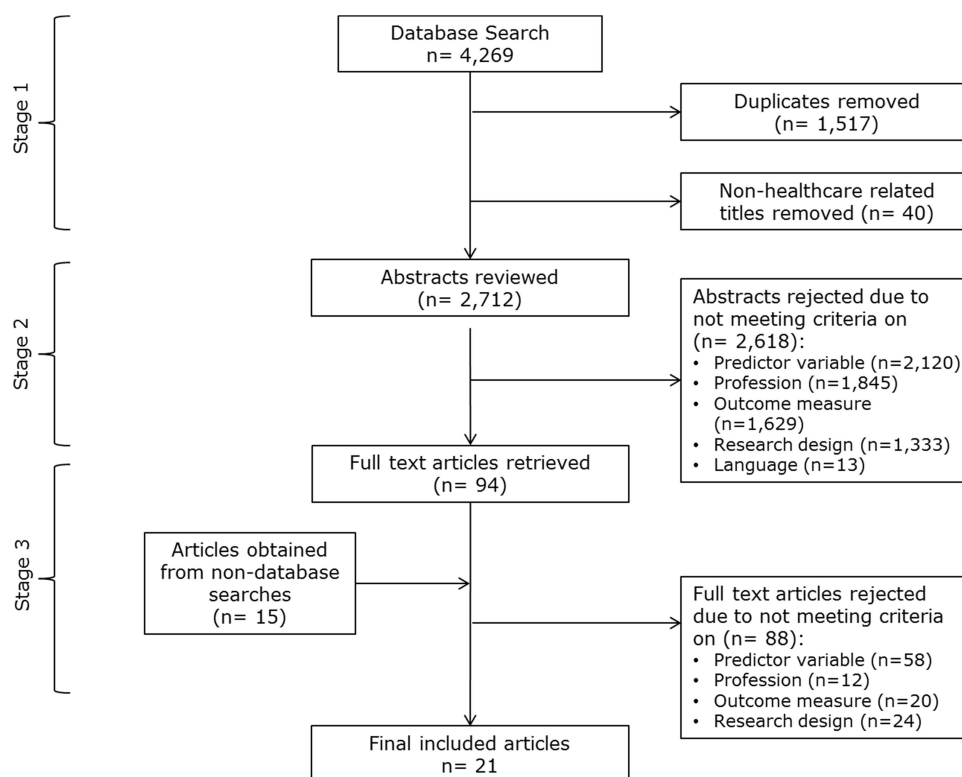 Stage 1
Database Search
n= 4,269
Duplicates removed
(n= 1,517)
Non-healthcare related
titles removed (n= 40)
Stage 2
Abstracts reviewed
(n= 2,712)
Abstracts rejected due to
not meeting criteria on
(n= 2,618):
• Predictor variable (n=2,120)
• Profession (n=1,845)
• Outcome measure
(n=1,629)
• Research design (n=1,333)
• Language (n=13)
Full text articles retrieved
(n= 94)
Stage 3
Articles obtained
from non-database
searches
(n= 15)
Full text articles rejected
due to not meeting criteria
on (n= 88):
• Predictor variable (n=58)
• Profession (n=12)
• Outcome measure (n=20)
• Research design (n=24)
Final included articles
n= 21